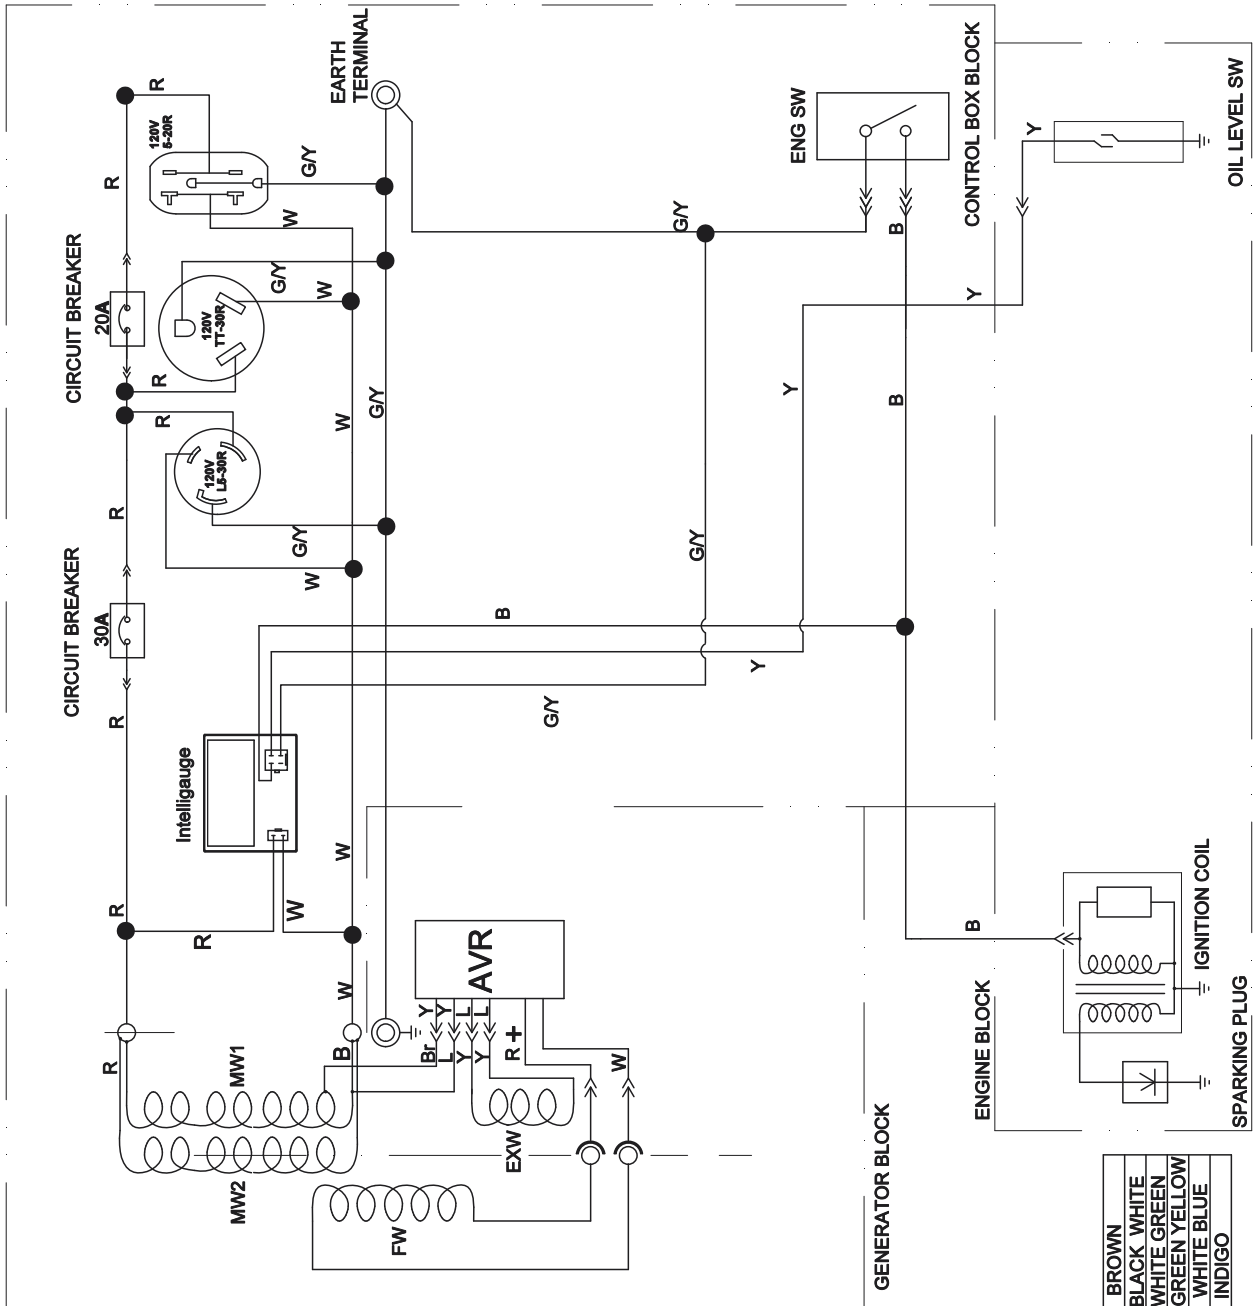 EARTH
TERMINAL
R
120V
5-20R
G/Y
R
W
CIRCUIT BREAKER
20A
G/Y
W
120V
TT-30R
R
R
W
G/Y
120V
L5-30R
R
G/Y
W
CIRCUIT BREAKER
30A
R
Intelligauge
B
Y
G/Y
G/Y
G/Y
ENG SW
B
CONTROL BOX BLOCK
Y
OIL LEVEL SW
Y
Y
B
R
R
W
W
W
AVR
R
MW1
B
Y
Y
L
L
Br
L
Y
Y
R +
W
MW2
EXW
FW
GENERATOR BLOCK
B
ENGINE BLOCK
IGNITION COIL
SPARKING PLUG
BROWN
BLACK WHITE
WHITE GREEN
GREEN YELLOW
WHITE BLUE
INDIGO